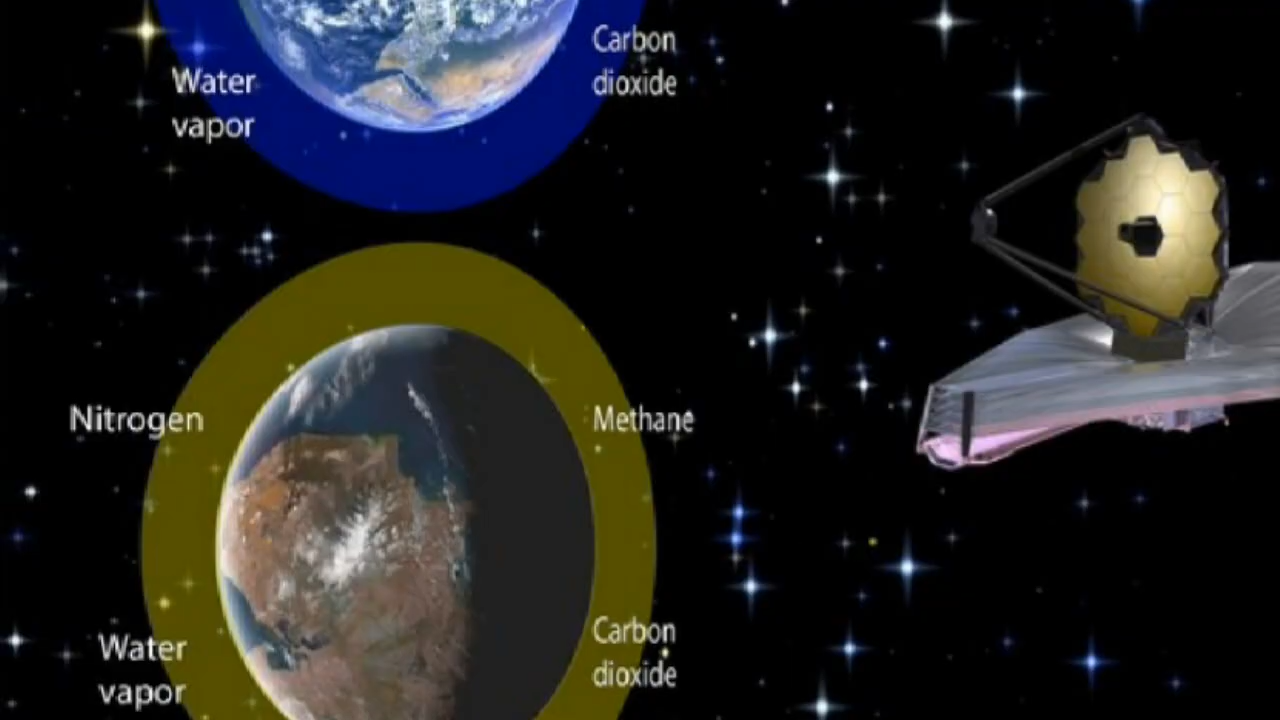 Carbon
dioxide
Water
vapor
Nitrogen
Methane
Carbon
dioxide
Water
vapor